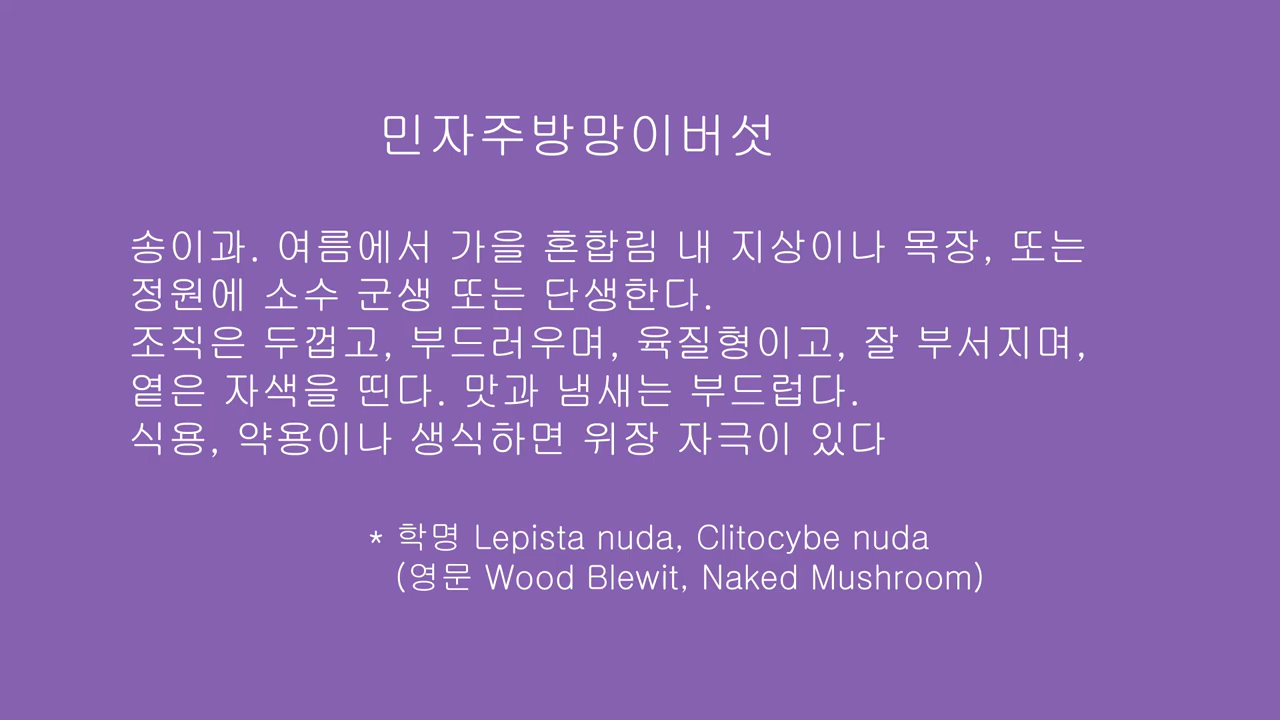 민자주방망이버섯
송이과. 여름에서 가을 혼합림 내 지상이나 목장, 또는
정원에 소수 군생 또는 단생한다.
조직은 두껍고, 부드러우며, 육질형이고, 잘 부서지며,
옅은 자색을 띤다. 맛과 냄새는 부드럽다.
식용, 약용이나 생식하면 위장 자극이 있다
* 학명 Lepista nuda, Clitocybe nuda
(영문 Wood Blewit, Naked Mushroom)